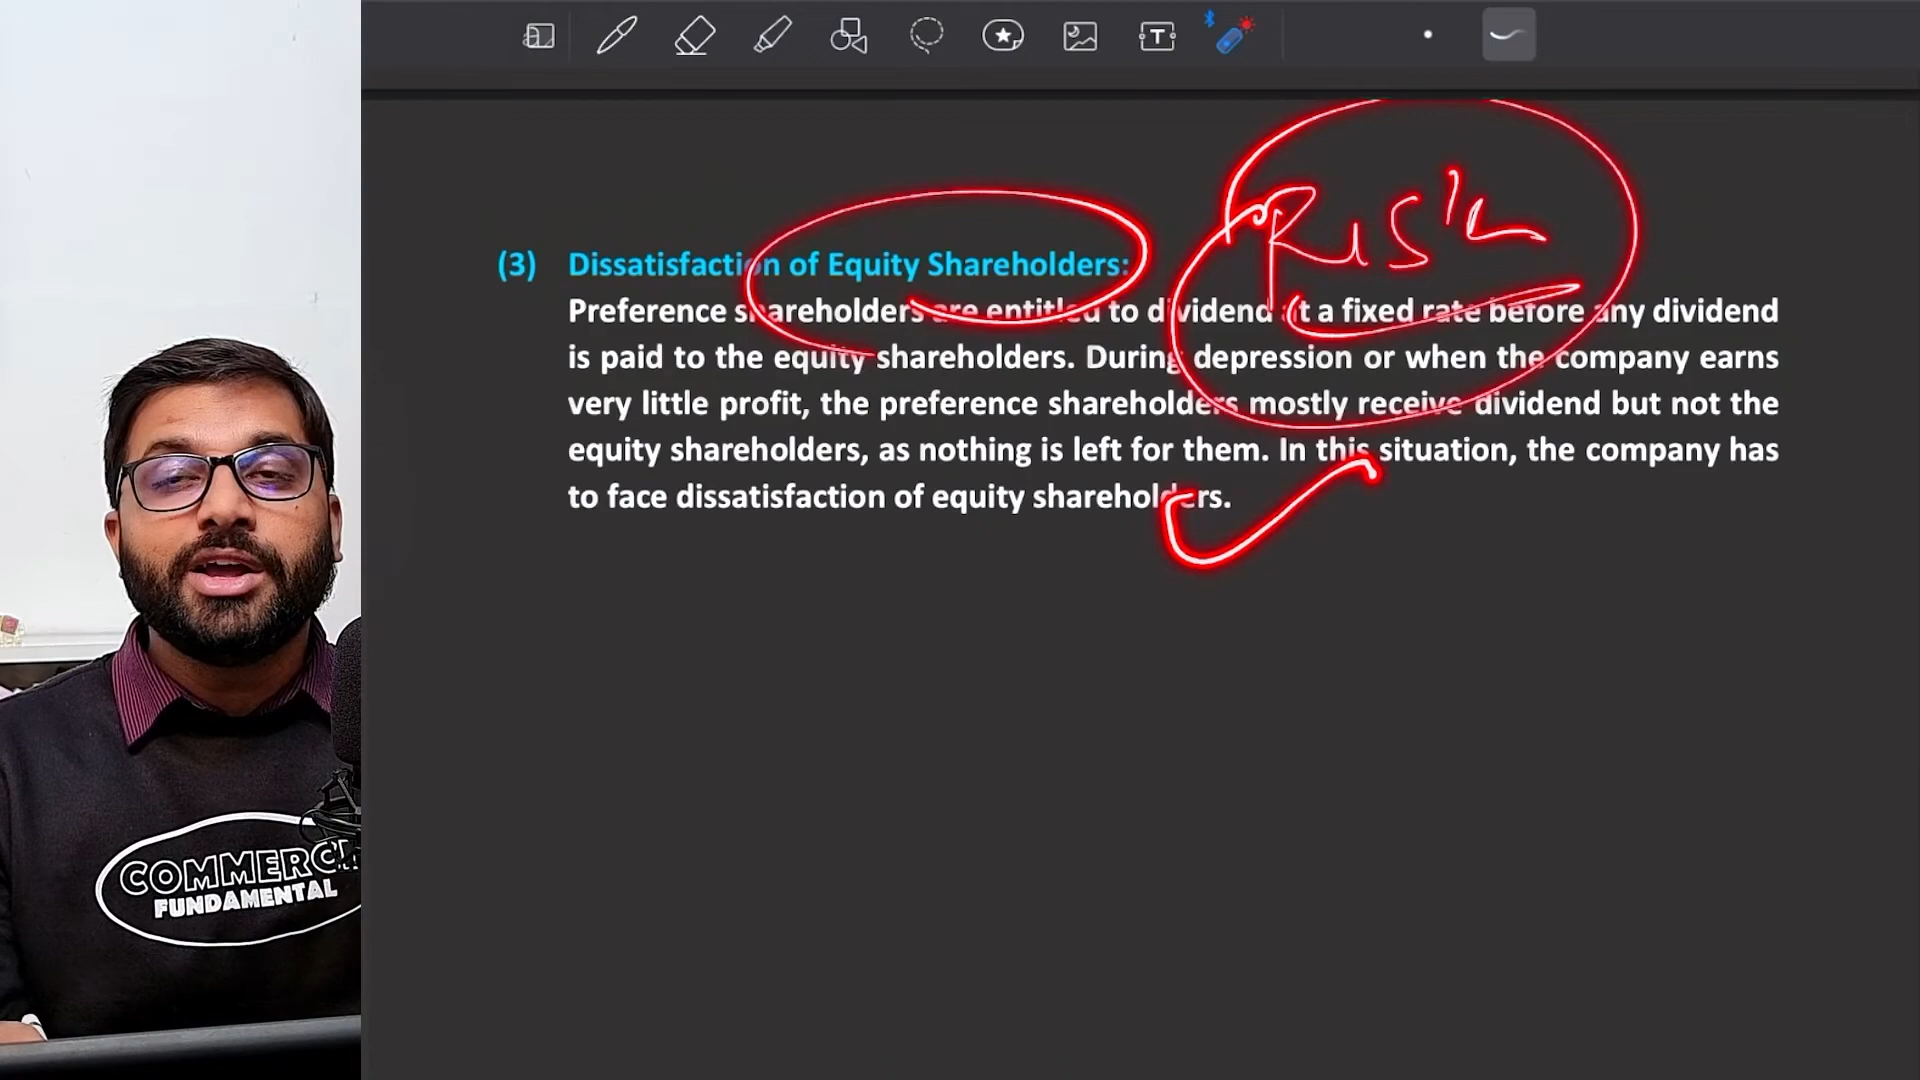 RISK
(3) Dissatisfaction of Equity Shareholders:
Preference shareholders are entitled to dividend at a fixed rate before any dividend
is paid to the equity shareholders. During depression or when the company earns
very little profit, the preference shareholders mostly receive dividend but not the
equity shareholders, as nothing is left for them. In this situation, the company has
to face dissatisfaction of equity shareholders.
COMMERCE
FUNDAMENTAL